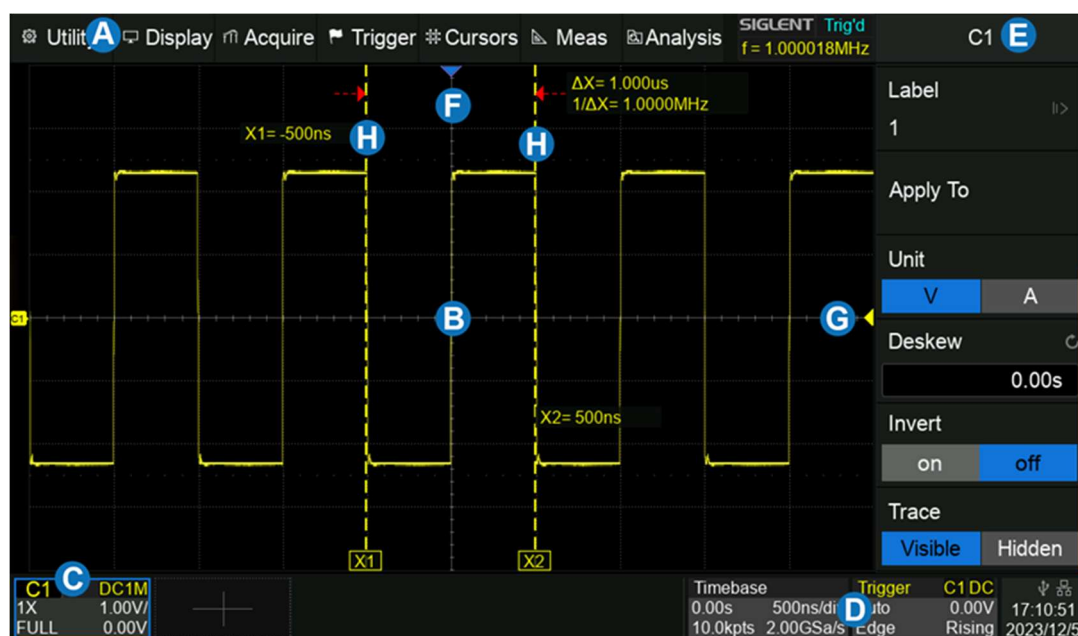 Utility A Display Acquire Trigger Cursors Meas Analysis
SIGLENT Trig'd
f = 1.000018MHz
C1 E
F
ΔX= 1.000us
1/ΔX= 1.0000MHz
X1= -500ns
H H
C1
B
G
X2= 500ns
X1 X2
Label
1
Apply To
Unit
V A
Deskew
0.00s
Invert
on off
Trace
Visible Hidden
C1 C DC1M
1X 1.00V/
FULL 0.00V
Timebase
0.00s 500ns/div
10.0kpts 2.00GSa/s
D
Trigger C1 DC
Auto 0.00V
Edge Rising
17:10:51
2023/12/5